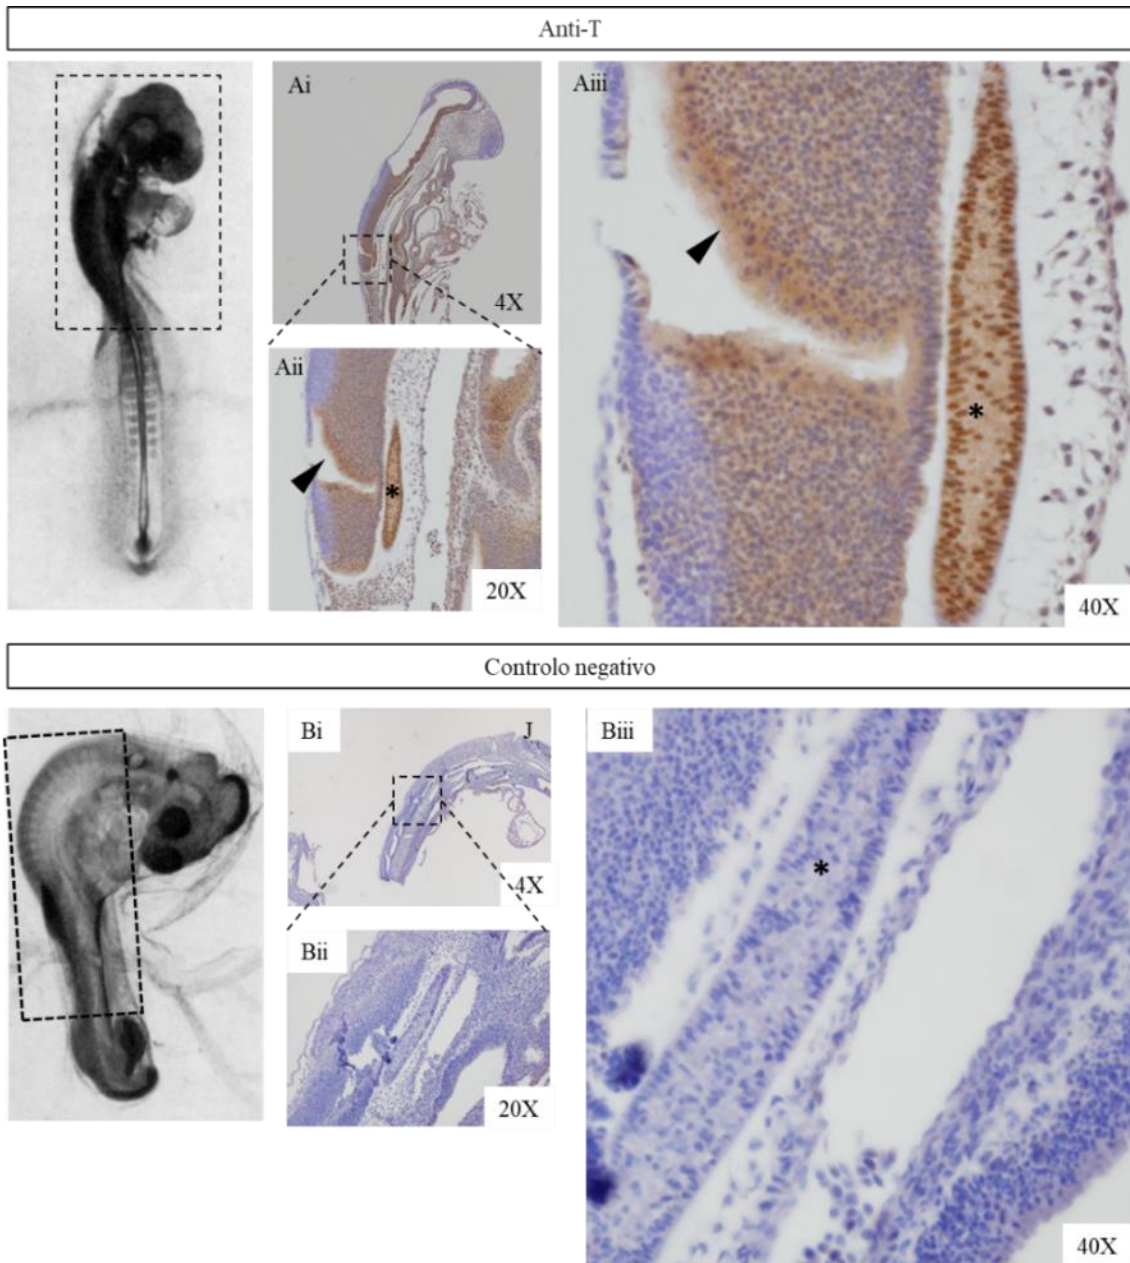 Anti-T
Ai
4X
Aii
*
20X
Aiii
*
40X
Controlo negativo
Bi
J
4X
Bii
20X
Biii
*
40X